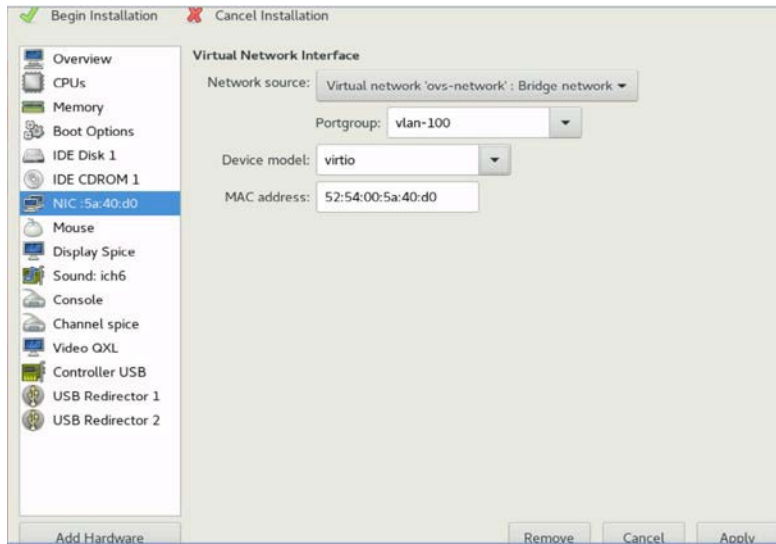 Begin Installation
Cancel Installation
Overview
CPUs
Memory
Boot Options
IDE Disk 1
IDE CDROM 1
NIC :5a:40:d0
Mouse
Display Spice
Sound: ich6
Console
Channel spice
Video QXL
Controller USB
USB Redirector 1
USB Redirector 2
Add Hardware
Virtual Network Interface
Network source: Virtual network 'ovs-network' : Bridge network
Portgroup: vlan-100
Device model: virtio
MAC address: 52:54:00:5a:40:d0
Remove
Cancel
Apply